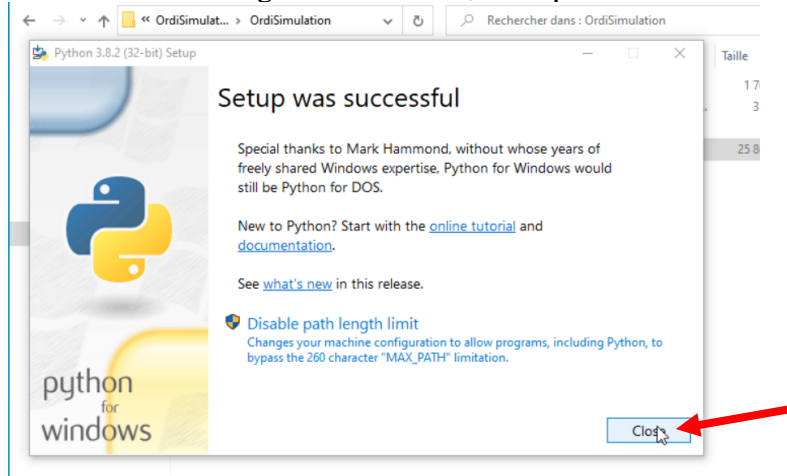 « OrdiSimulat... › OrdiSimulation
Rechercher dans : OrdiSimulation
Python 3.8.2 (32-bit) Setup
Taille
Setup was successful
Special thanks to Mark Hammond, without whose years of
freely shared Windows expertise, Python for Windows would
still be Python for DOS.
New to Python? Start with the online tutorial and
documentation.
See what's new in this release.
Disable path length limit
Changes your machine configuration to allow programs, including Python, to
bypass the 260 character "MAX_PATH" limitation.
python
for
windows
Close